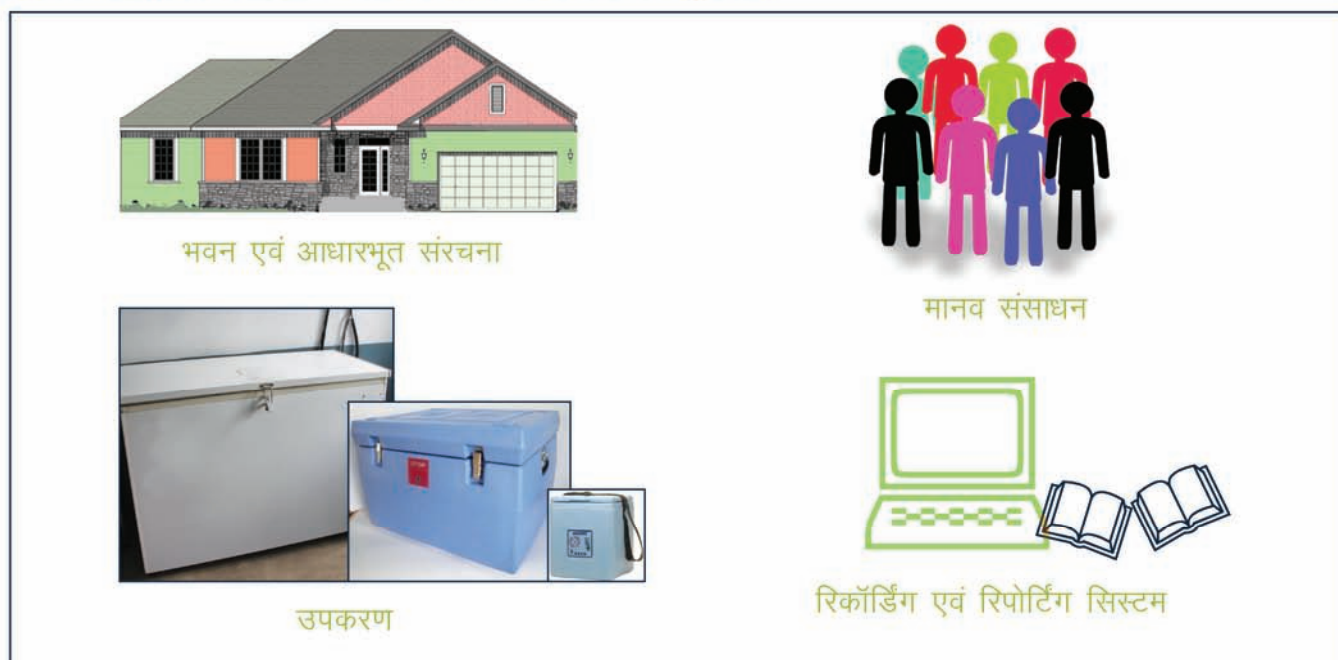 भवन एवं आधारभूत संरचना
मानव संसाधन
उपकरण
रिकॉर्डिंग एवं रिपोर्टिंग सिस्टम